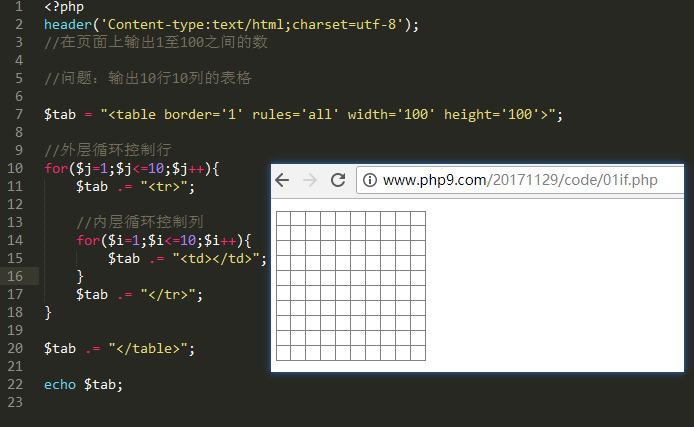 1 <?php
2 header('Content-type:text/html;charset=utf-8');
3 //在页面上输出1至100之间的数
4
5 //问题：输出10行10列的表格
6
7 $tab = "<table border='1' rules='all' width='100' height='100'>";
8
9 //外层循环控制行
10 for($j=1;$j<=10;$j++){
11 $tab .= "<tr>";
12
13 //内层循环控制列
14 for($i=1;$i<=10;$i++){
15 $tab .= "<td></td>";
16 }
17 $tab .= "</tr>";
18 }
19
20 $tab .= "</table>";
21
22 echo $tab;
23
www.php9.com/20171129/code/01if.php